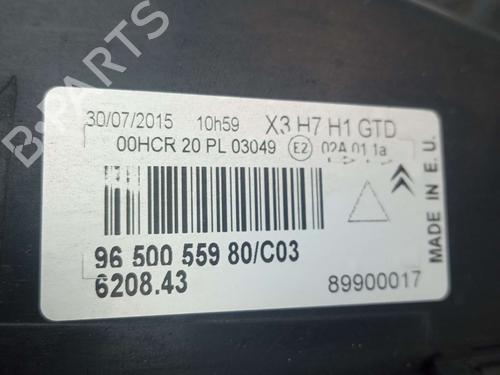 B-PARTS
30/07/2015 10h59 X3 H7 H1 GTD
00HCR 20 PL 03049 E2 02A 01 1a
MADE IN E.U.
96 500 559 80/C03
6208.43
89900017